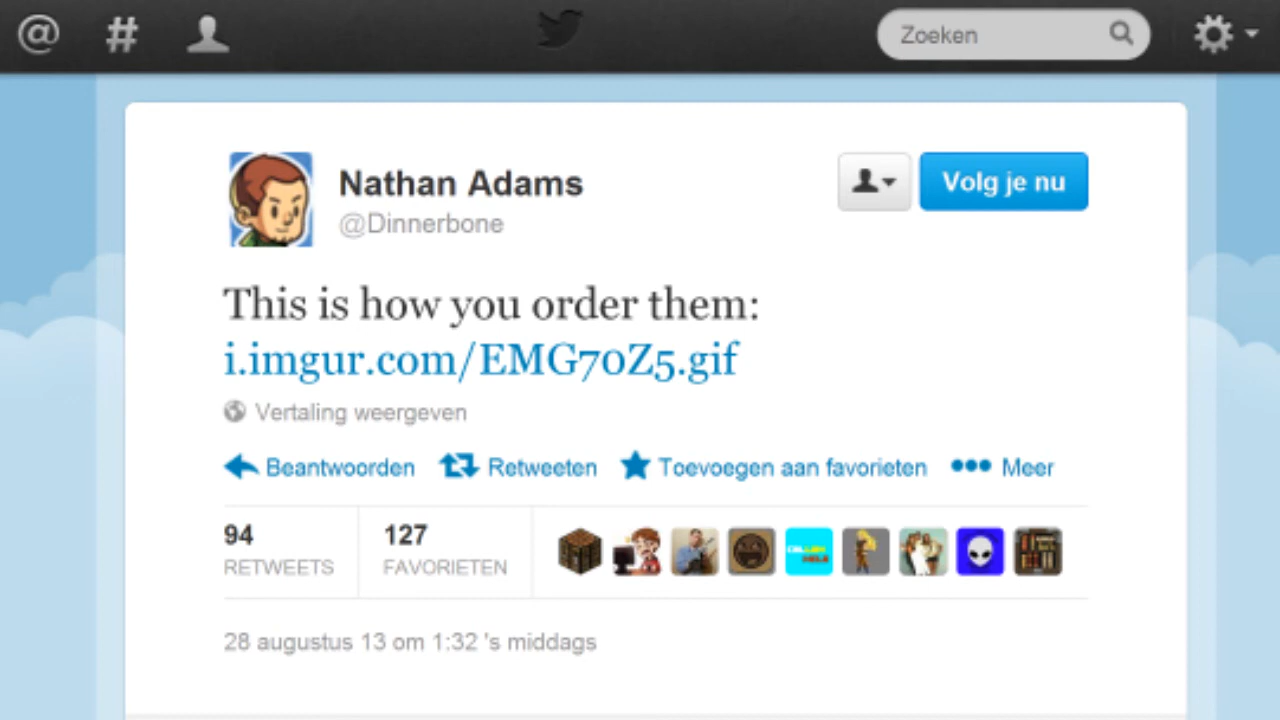 @ # Zoeken
Nathan Adams
@Dinnerbone
Volg je nu
This is how you order them:
i.imgur.com/EMG70Z5.gif
Vertaling weergeven
Beantwoorden Retweeten Toevoegen aan favorieten Meer
94 127
RETWEETS FAVORIETEN
28 augustus 13 om 1:32 's middags